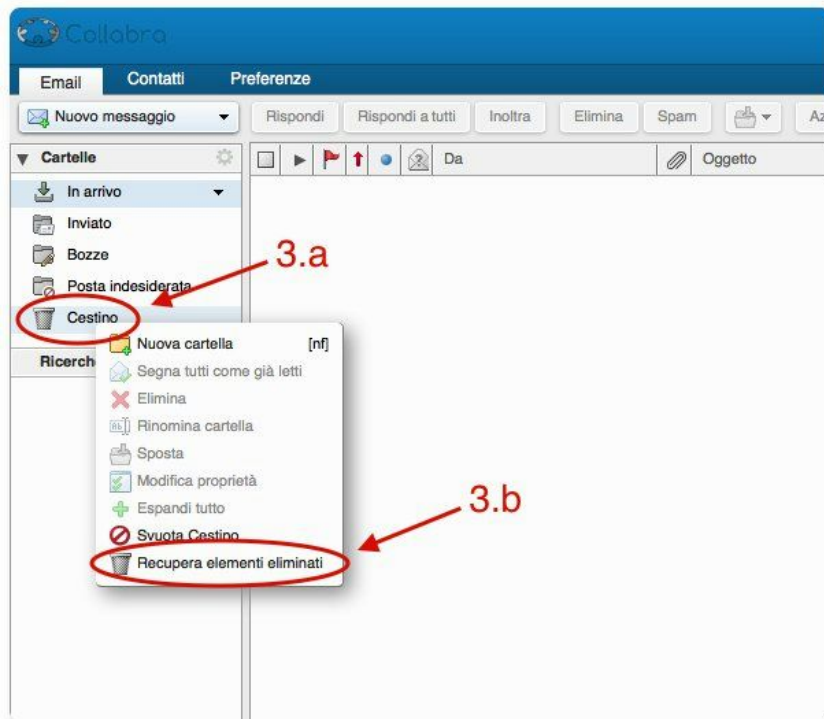 Collabra
Email Contatti Preferenze
Nuovo messaggio Rispondi Rispondi a tutti Inoltra Elimina Spam Az
Cartelle Da Oggetto
In arrivo
Inviato
Bozze
3.a
Posta indesiderata
Cestino
Nuova cartella [nf]
Ricerch
Segna tutti come già letti
Elimina
Rinomina cartella
Sposta
Modifica proprietà
3.b
Espandi tutto
Svuota Cestino
Recupera elementi eliminati